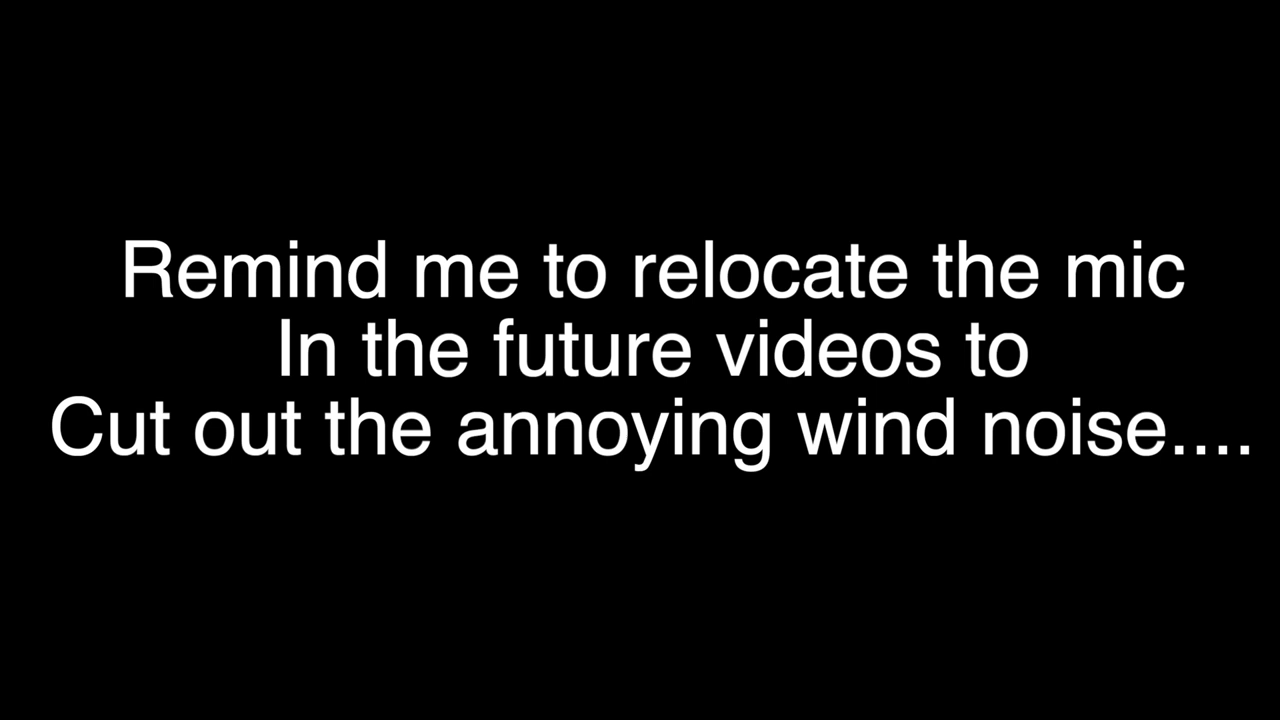 Remind me to relocate the mic
In the future videos to
Cut out the annoying wind noise....